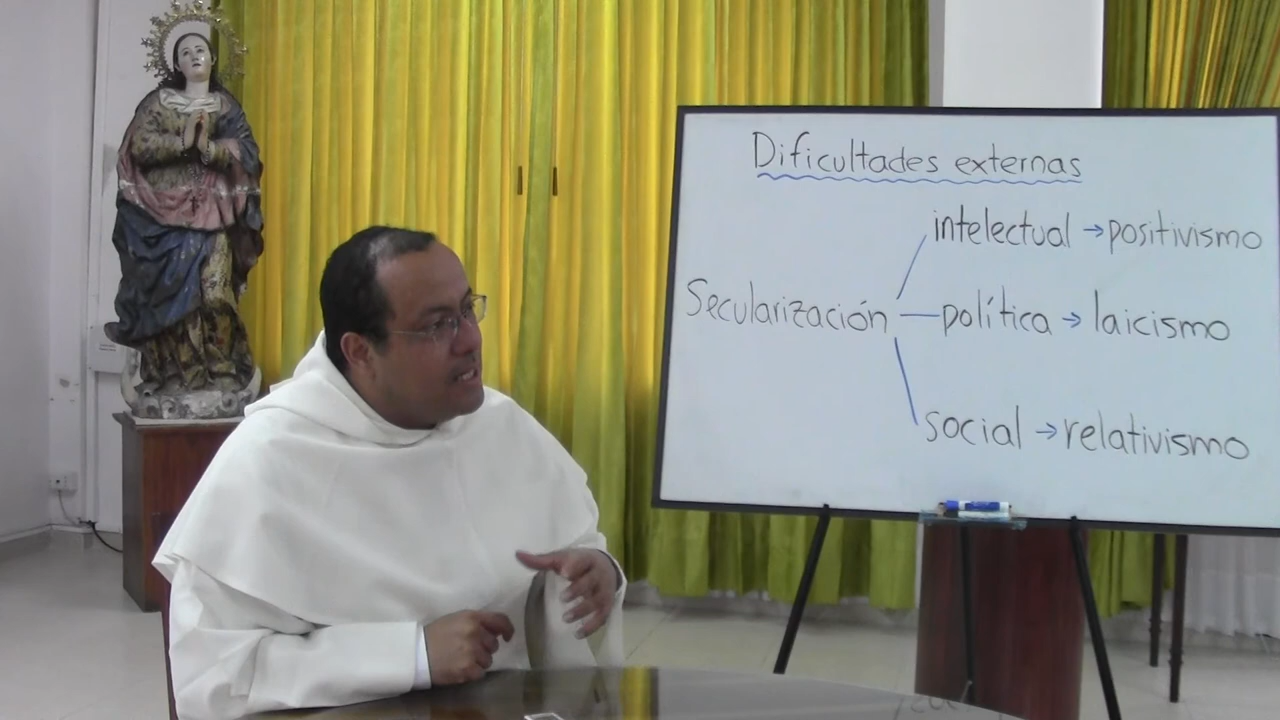 Dificultades externas
intelectual → positivismo
Secularización — política → laicismo
social → relativismo